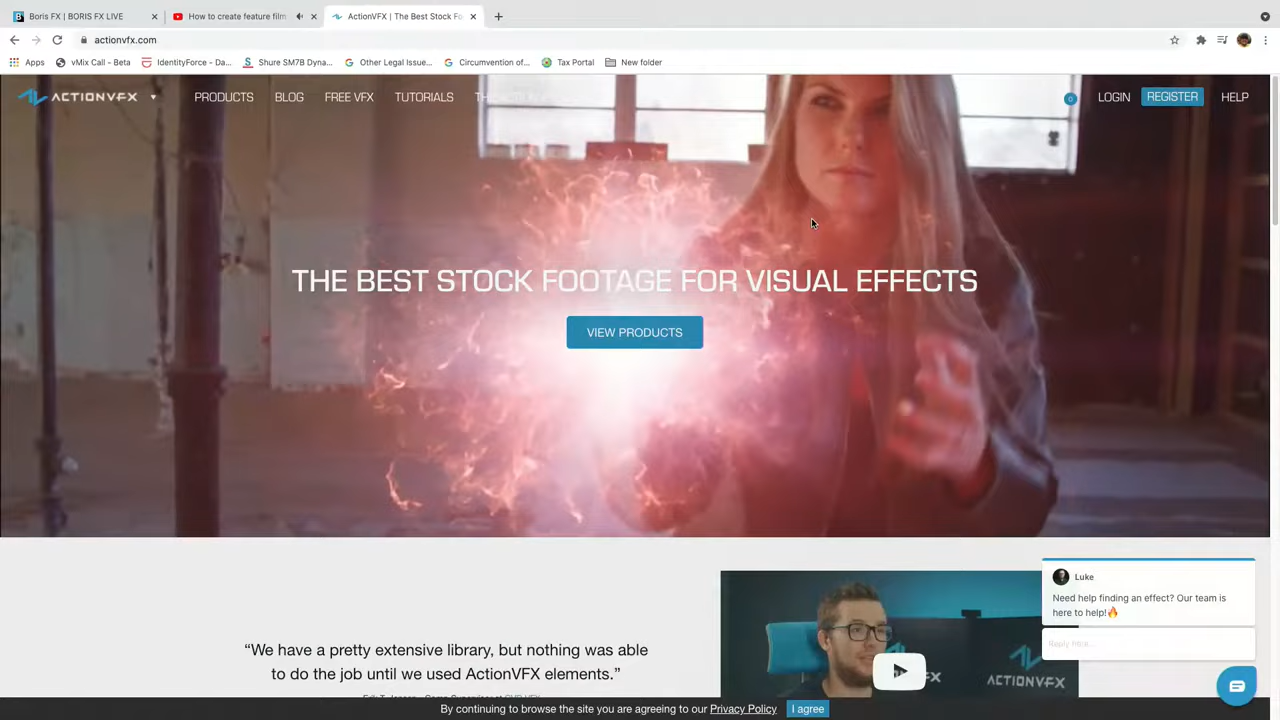 Boris FX | BORIS FX LIVE
How to create feature film
ActionVFX | The Best Stock Fo
actionvfx.com
Apps
vMix Call - Beta
IdentityForce - Da...
Shure SM7B Dyna...
Other Legal Issue...
Circumvention of...
Tax Portal
New folder
ACTIONVFX
PRODUCTS
BLOG
FREE VFX
TUTORIALS
0
LOGIN
REGISTER
HELP
THE BEST STOCK FOOTAGE FOR VISUAL EFFECTS
VIEW PRODUCTS
Luke
Need help finding an effect? Our team is
here to help!🔥
Reply here...
“We have a pretty extensive library, but nothing was able
to do the job until we used ActionVFX elements.”
ACTIONVFX
By continuing to browse the site you are agreeing to our Privacy Policy
I agree